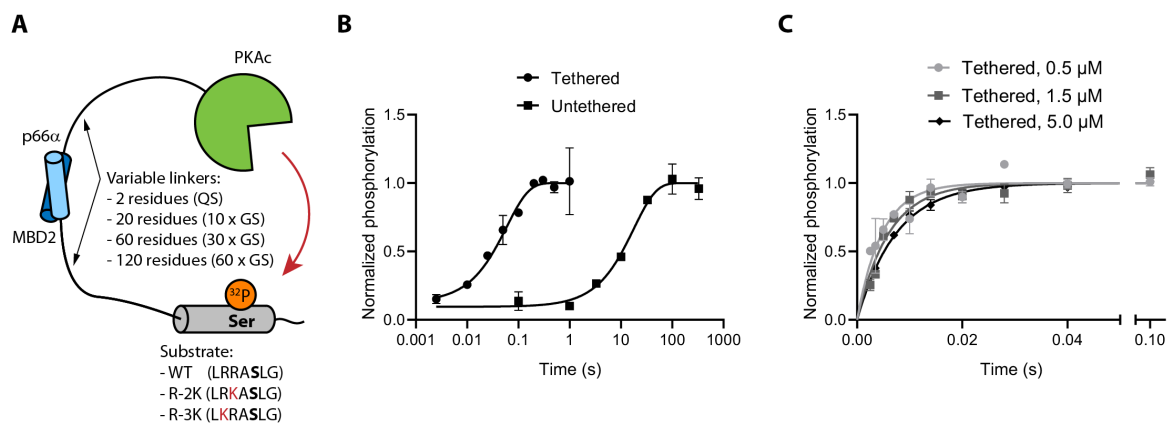 A
PKAc
p66α
MBD2
Variable linkers:
- 2 residues (QS)
- 20 residues (10 x GS)
- 60 residues (30 x GS)
- 120 residues (60 x GS)
32P
Ser
Substrate:
- WT (LRRASLG)
- R-2K (LRKASLG)
- R-3K (LKRASLG)
B
Tethered
Untethered
Normalized phosphorylation
1.5
1.0
0.5
0.0
0.001 0.01 0.1 1 10 100 1000
Time (s)
C
Tethered, 0.5 μM
Tethered, 1.5 μM
Tethered, 5.0 μM
Normalized phosphorylation
1.5
1.0
0.5
0.0
0.00 0.02 0.04 0.10
Time (s)